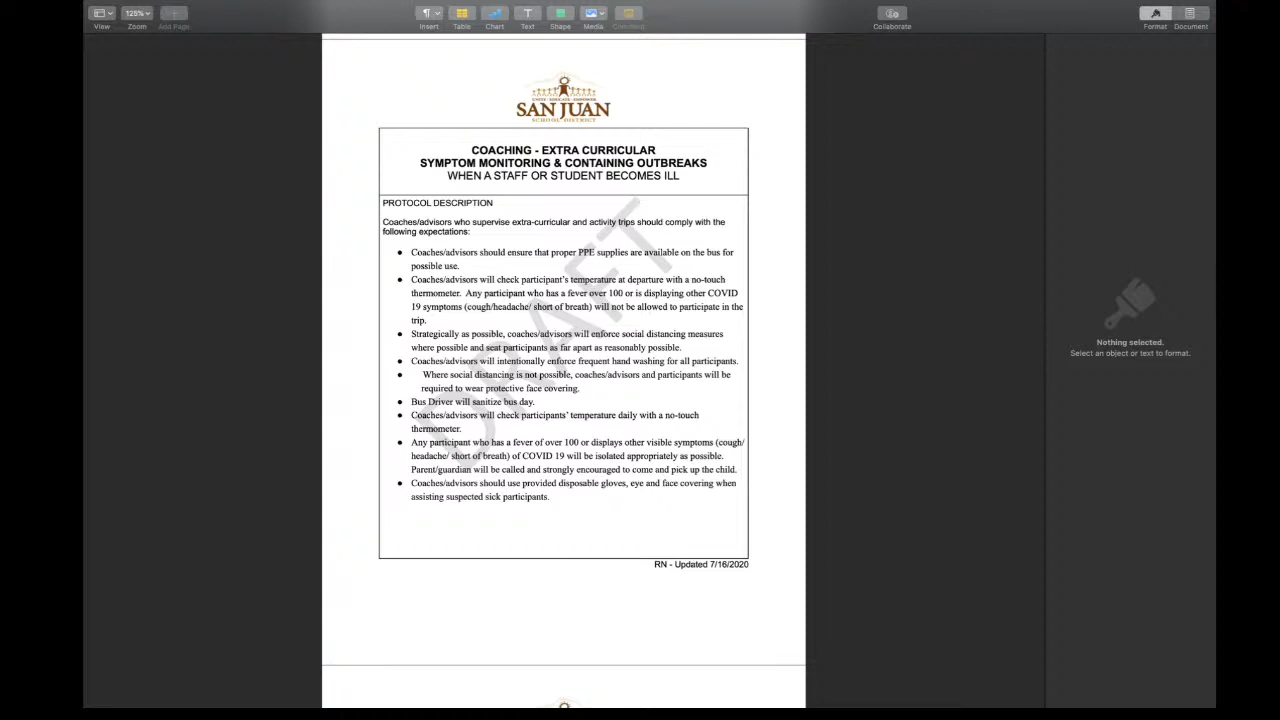 View
125%
Zoom
Add Page
Insert
Table
Chart
Text
Shape
Media
Comment
Collaborate
Format
Document
SAN JUAN
SCHOOL DISTRICT
COACHING - EXTRA CURRICULAR
SYMPTOM MONITORING & CONTAINING OUTBREAKS
WHEN A STAFF OR STUDENT BECOMES ILL
PROTOCOL DESCRIPTION
Coaches/advisors who supervise extra-curricular and activity trips should comply with the
following expectations:
● Coaches/advisors should ensure that proper PPE supplies are available on the bus for
possible use.
● Coaches/advisors will check participant's temperature at departure with a no-touch
thermometer. Any participant who has a fever over 100 or is displaying other COVID
19 symptoms (cough/headache/ short of breath) will not be allowed to participate in the
trip.
● Strategically as possible, coaches/advisors will enforce social distancing measures
where possible and seat participants as far apart as reasonably possible.
● Coaches/advisors will intentionally enforce frequent hand washing for all participants.
● Where social distancing is not possible, coaches/advisors and participants will be
required to wear protective face covering.
● Bus Driver will sanitize bus day.
● Coaches/advisors will check participants' temperature daily with a no-touch
thermometer.
● Any participant who has a fever of over 100 or displays other visible symptoms (cough/
headache/ short of breath) of COVID 19 will be isolated appropriately as possible.
Parent/guardian will be called and strongly encouraged to come and pick up the child.
● Coaches/advisors should use provided disposable gloves, eye and face covering when
assisting suspected sick participants.
DRAFT
RN - Updated 7/16/2020
Nothing selected.
Select an object or text to format.